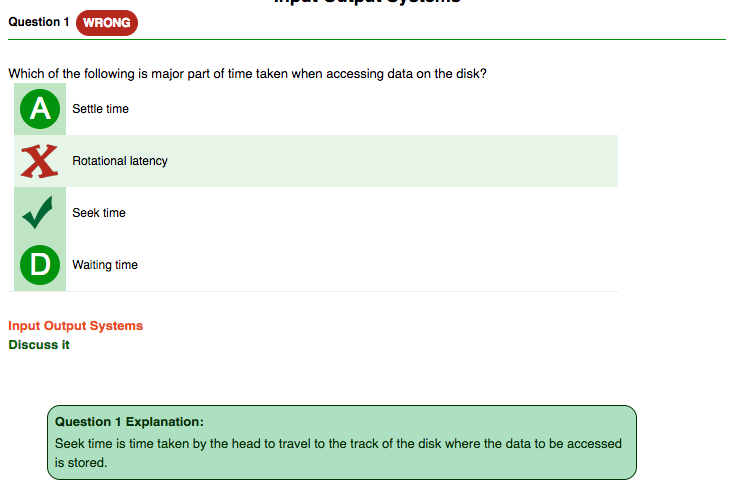 Input Output Systems
Question 1 WRONG
Which of the following is major part of time taken when accessing data on the disk?
A Settle time
X Rotational latency
Seek time
D Waiting time
Input Output Systems
Discuss it
Question 1 Explanation:
Seek time is time taken by the head to travel to the track of the disk where the data to be accessed
is stored.